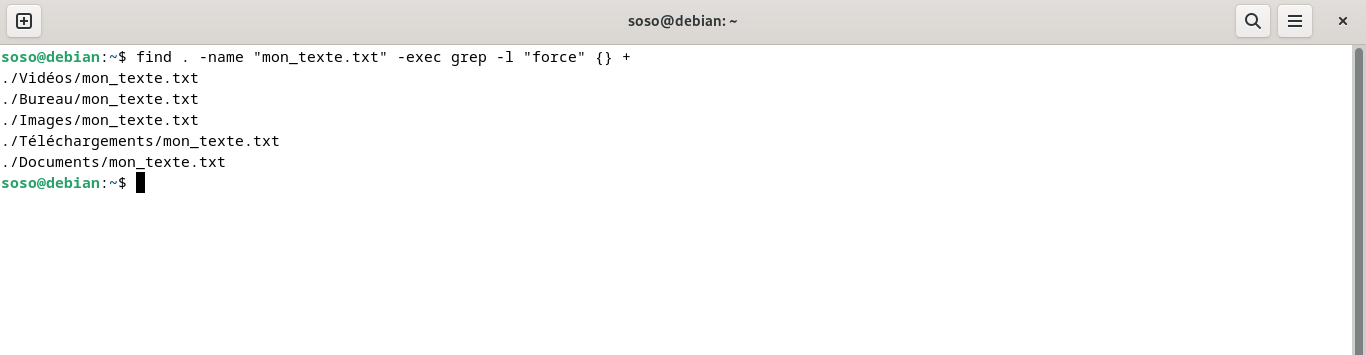 soso@debian: ~
soso@debian:~$ find . -name "mon_texte.txt" -exec grep -l "force" {} +
./Vidéos/mon_texte.txt
./Bureau/mon_texte.txt
./Images/mon_texte.txt
./Téléchargements/mon_texte.txt
./Documents/mon_texte.txt
soso@debian:~$